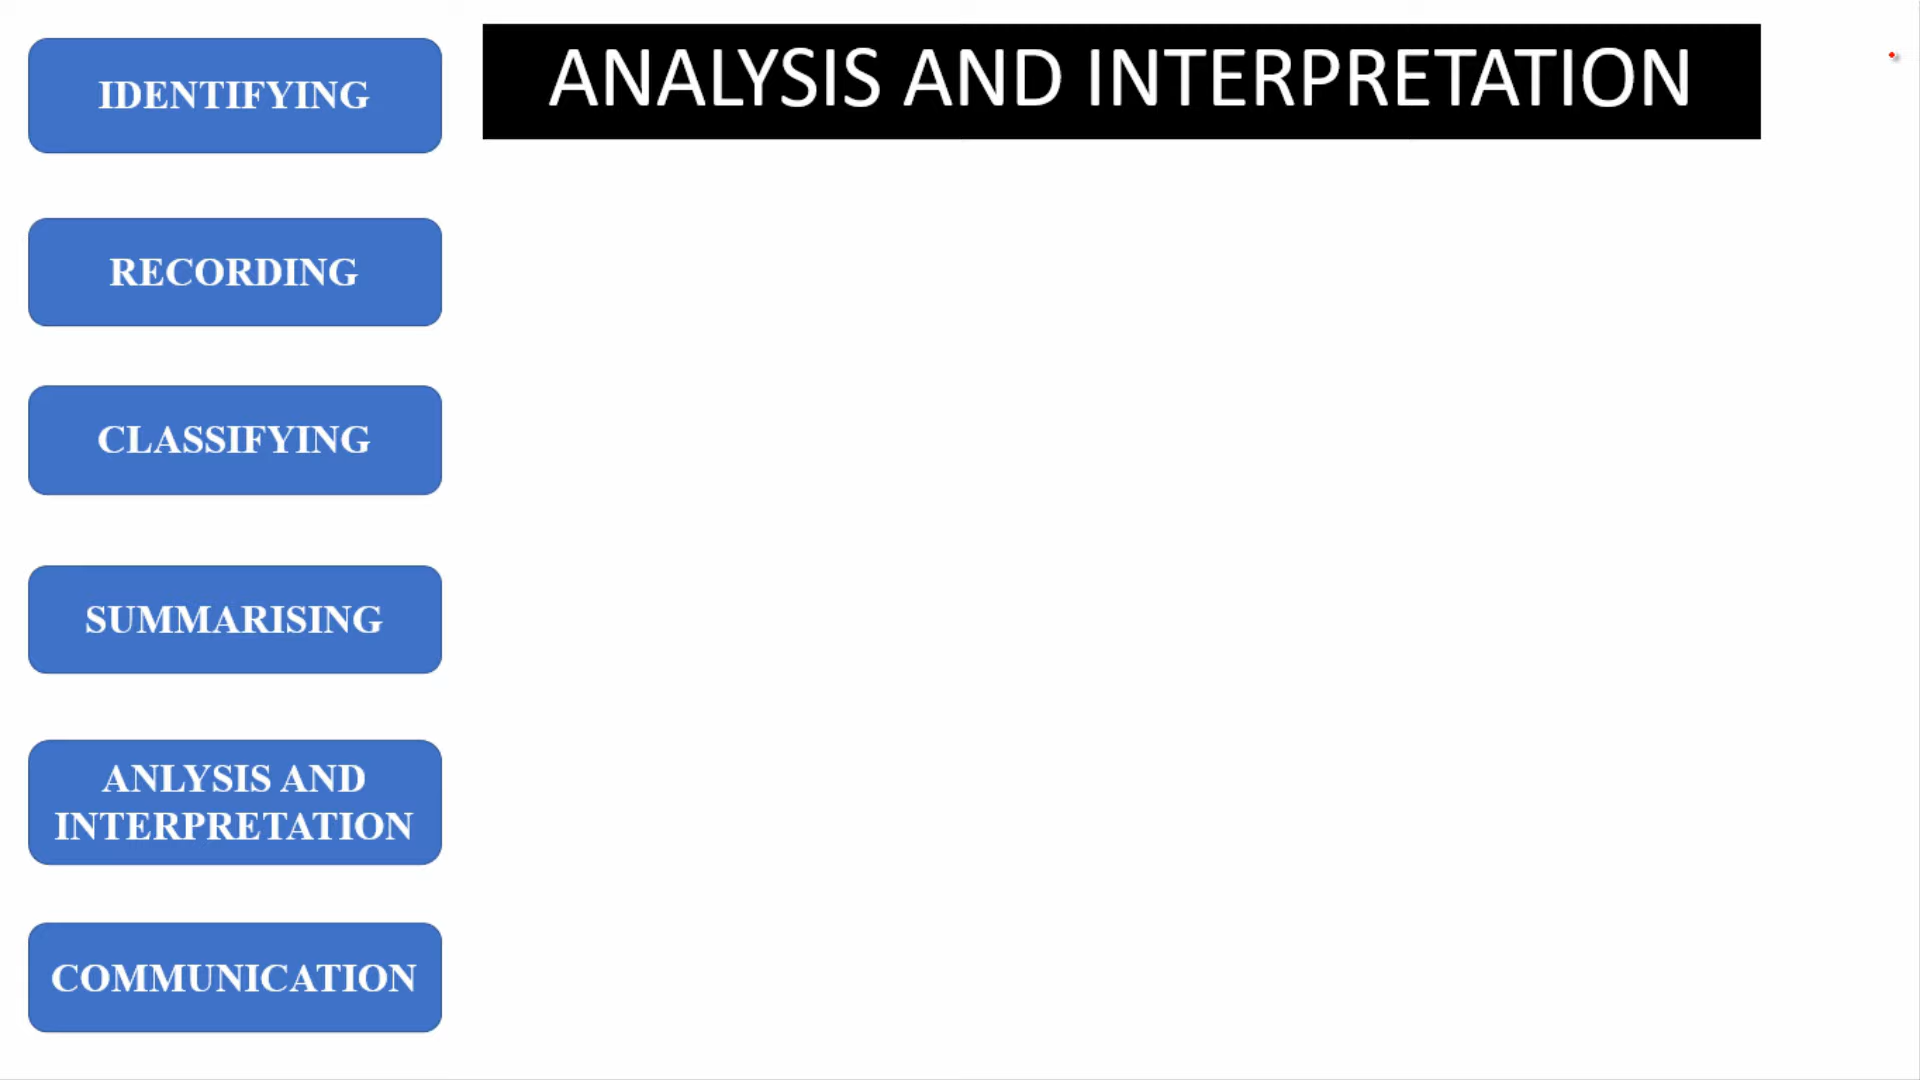 ANALYSIS AND INTERPRETATION
IDENTIFYING
RECORDING
CLASSIFYING
SUMMARISING
ANLYSIS AND
INTERPRETATION
COMMUNICATION